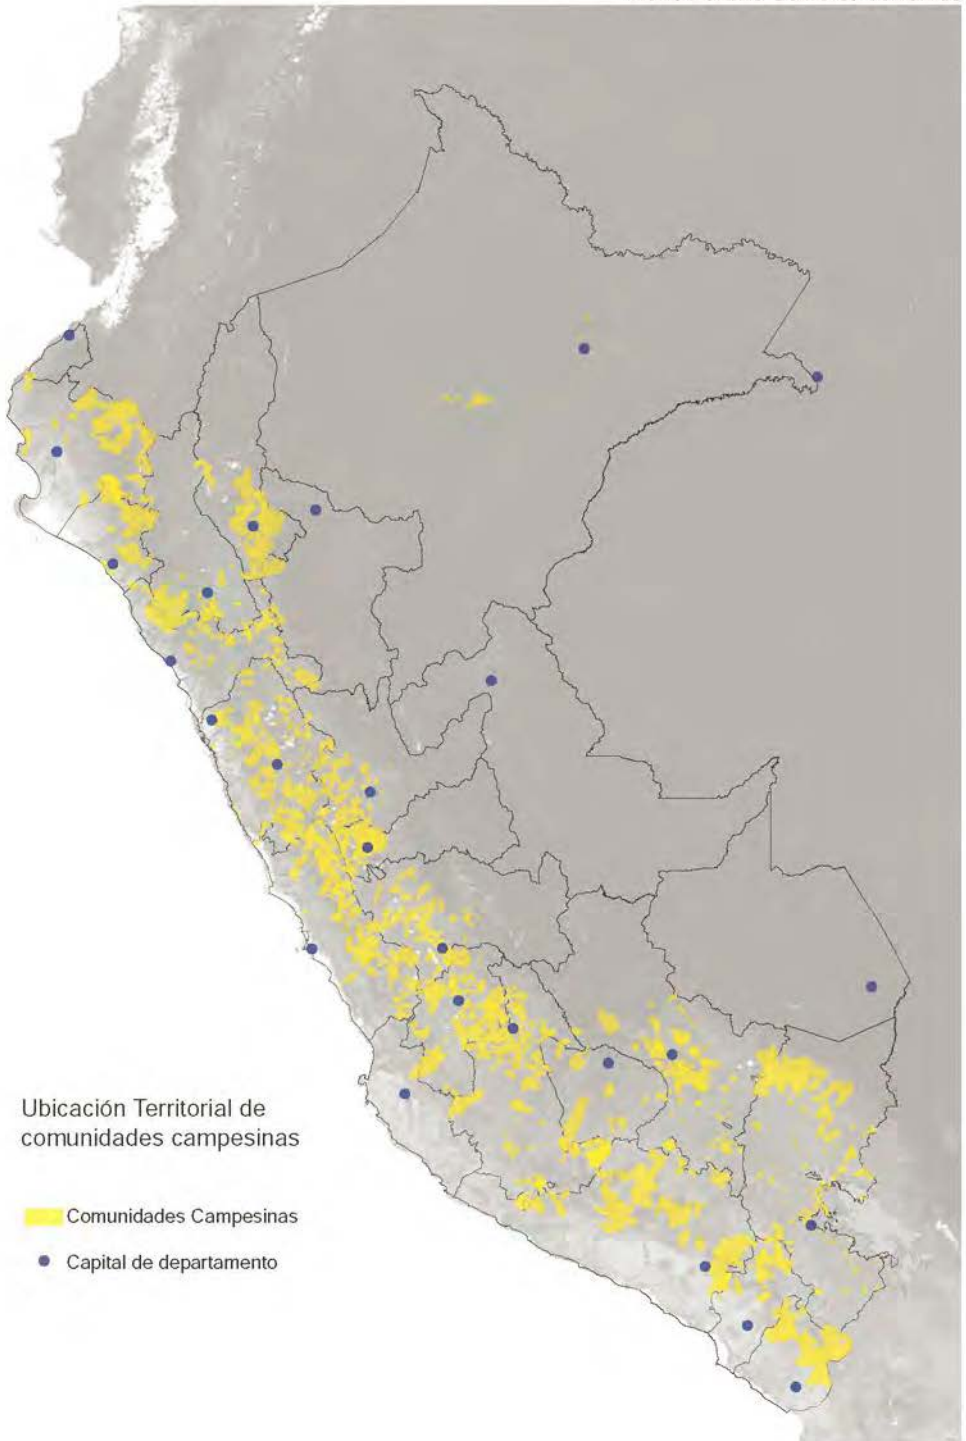 Ubicación Territorial de
comunidades campesinas
Comunidades Campesinas
Capital de departamento